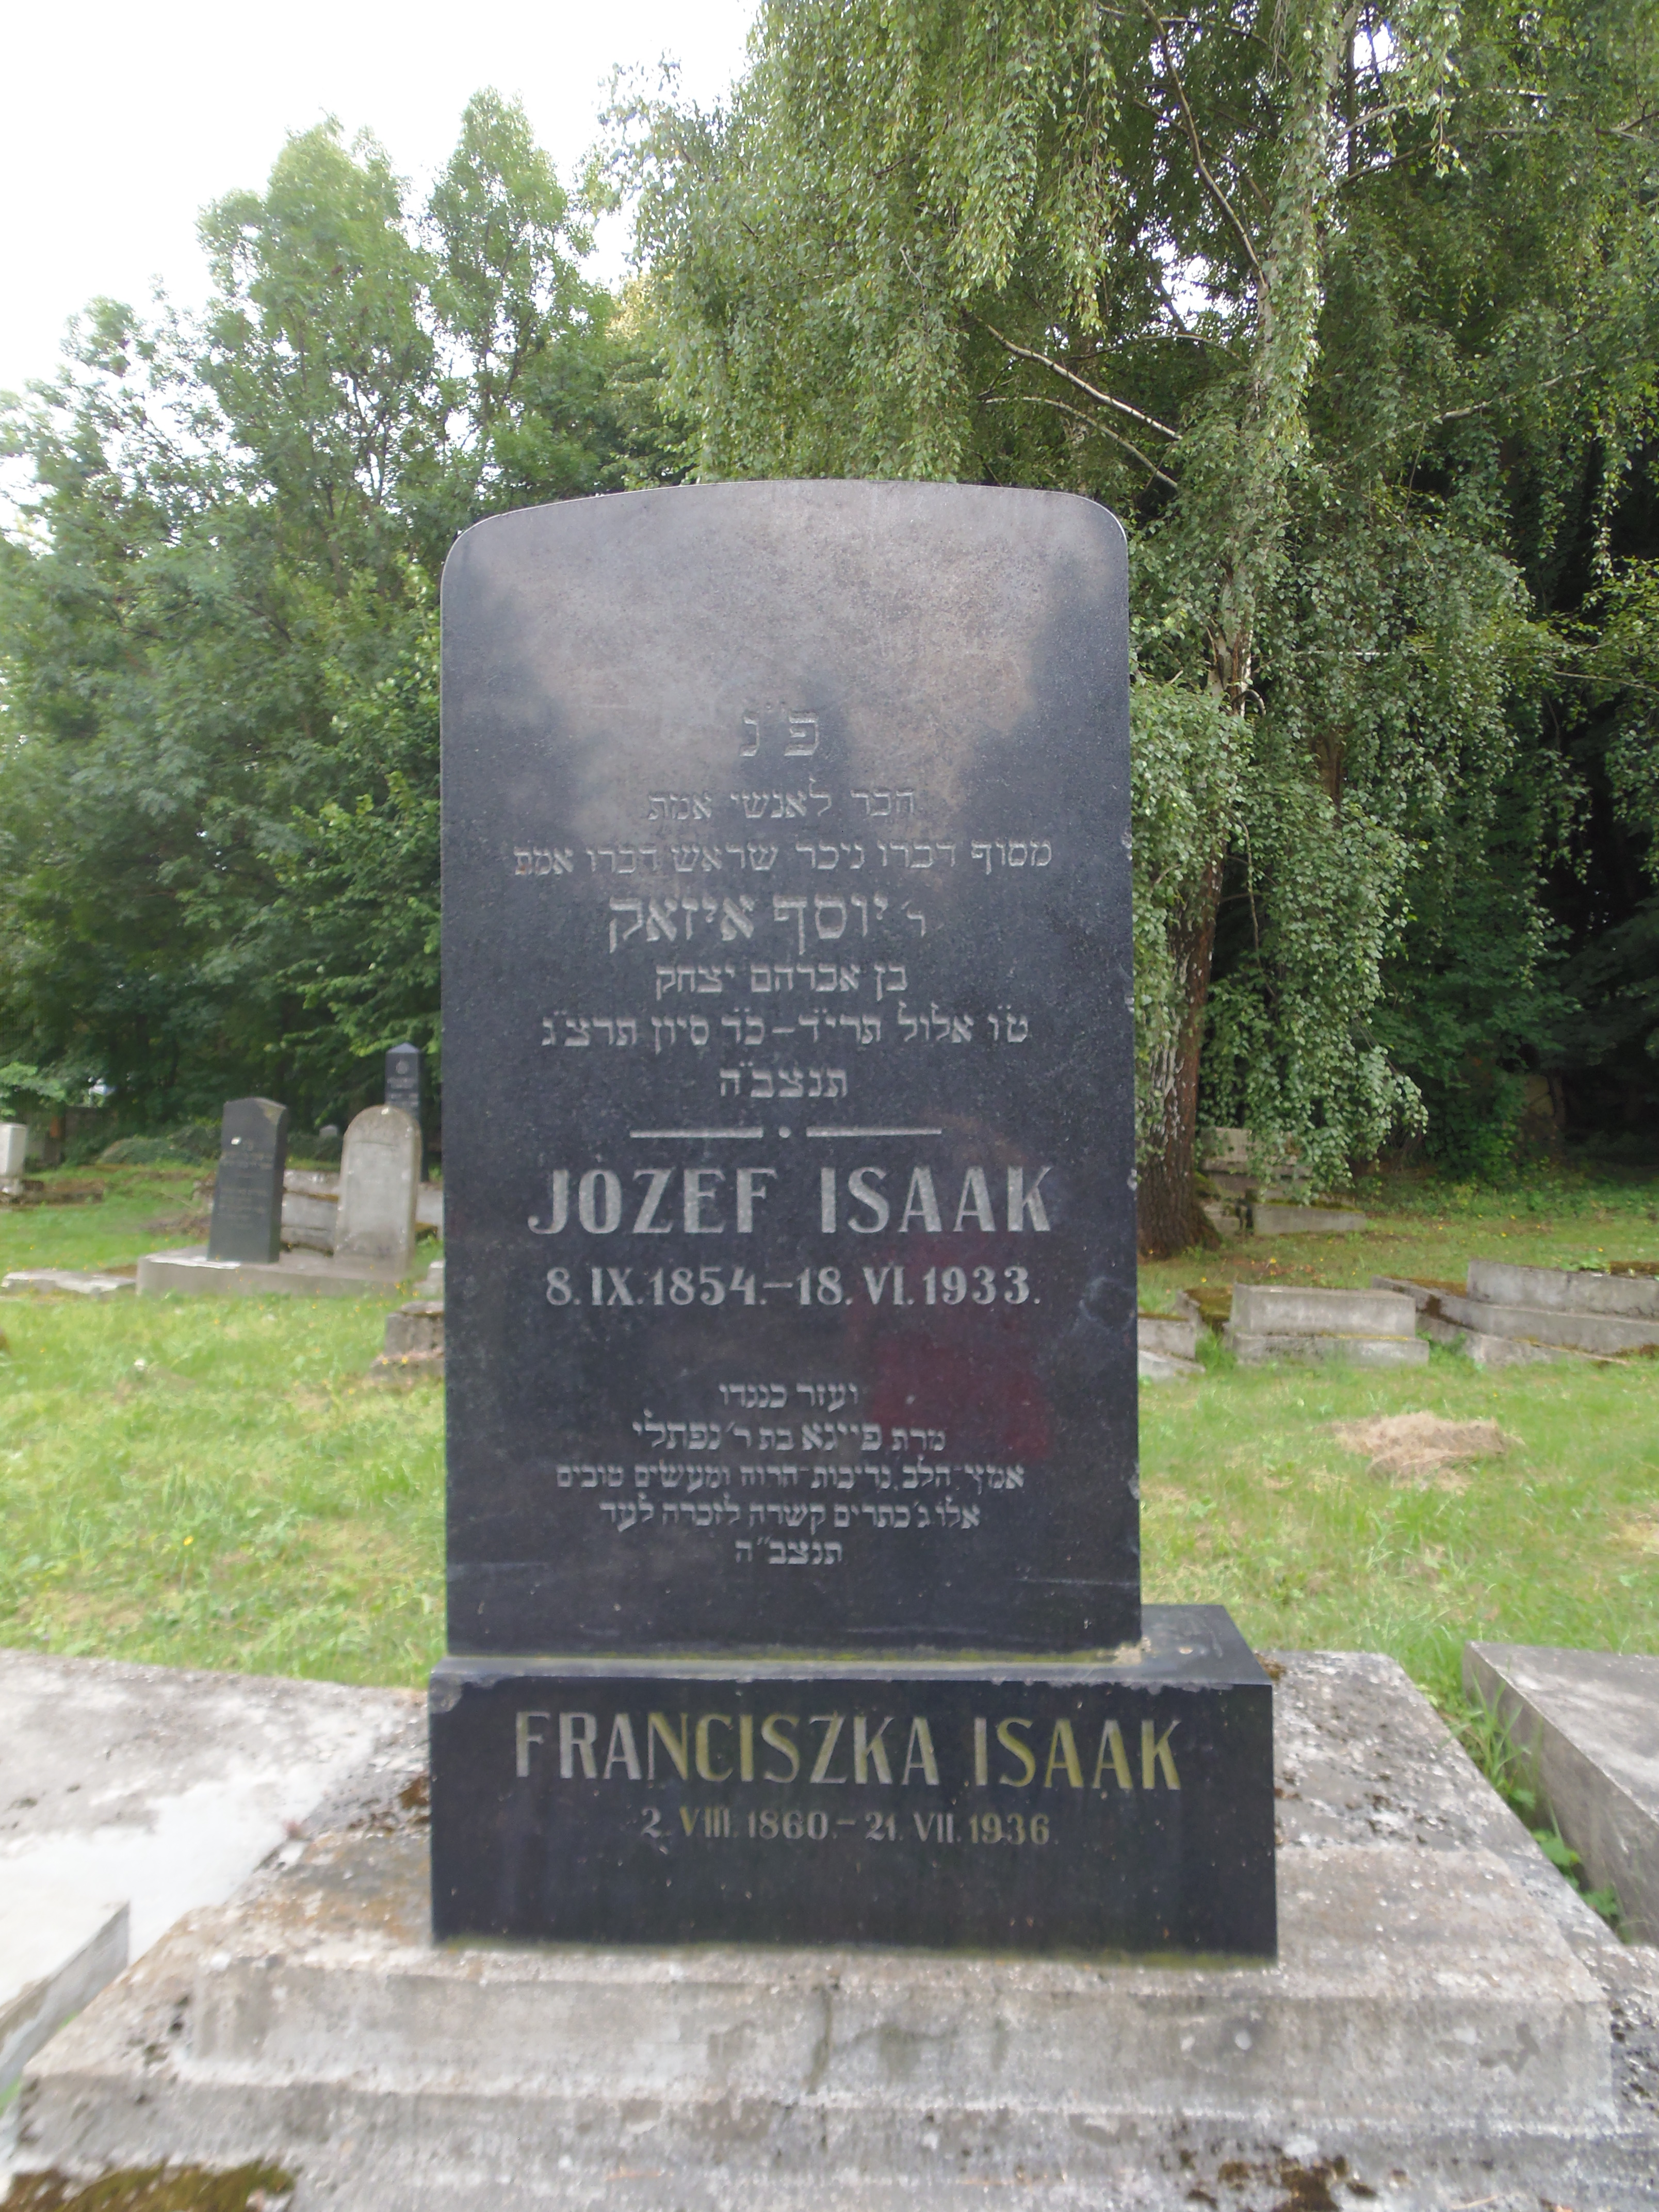 פ״נ
חבר לאנשי אמת
מסוף דברו ניכר שראש דברו אמת
ר׳ יוסף איזאק
בן אברהם יצחק
ט״ו אלול תרי״ד – כ״ד סיון תרצ״ג
תנצב״ה
JOZEF ISAAK
8. IX. 1854. – 18. VI. 1933.
ועזר כנגדו
מרת פייגא בת ר׳ נפתלי
אמץ־הלב, נדיבות־הרוח ומעשים טובים
אלו ג׳ כתרים קשרה לזכרה לעד
תנצב״ה
FRANCISZKA ISAAK
2. VIII. 1860. – 21. VII. 1936.